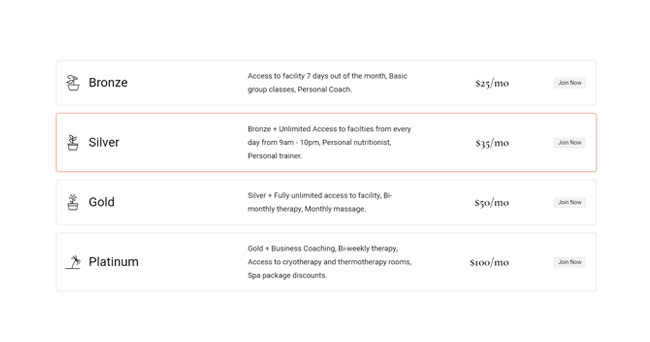 Bronze
Access to facility 7 days out of the month, Basic
group classes, Personal Coach.
$25/mo
Join Now
Silver
Bronze + Unlimited Access to facilties from every
day from 9am - 10pm, Personal nutritionist,
Personal trainer.
$35/mo
Join Now
Gold
Silver + Fully unlimited access to facility, Bi-
monthly therapy, Monthly massage.
$50/mo
Join Now
Platinum
Gold + Business Coaching, Bi-weekly therapy,
Access to cryotherapy and thermotherapy rooms,
Spa package discounts.
$100/mo
Join Now